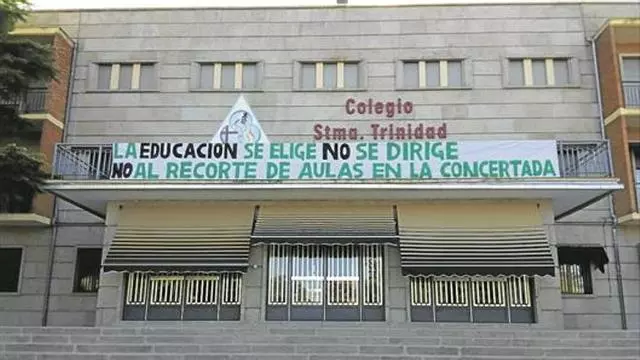 Colegio
Stma. Trinidad
LA EDUCACION SE ELIGE NO SE DIRIGE
NO AL RECORTE DE AULAS EN LA CONCERTADA